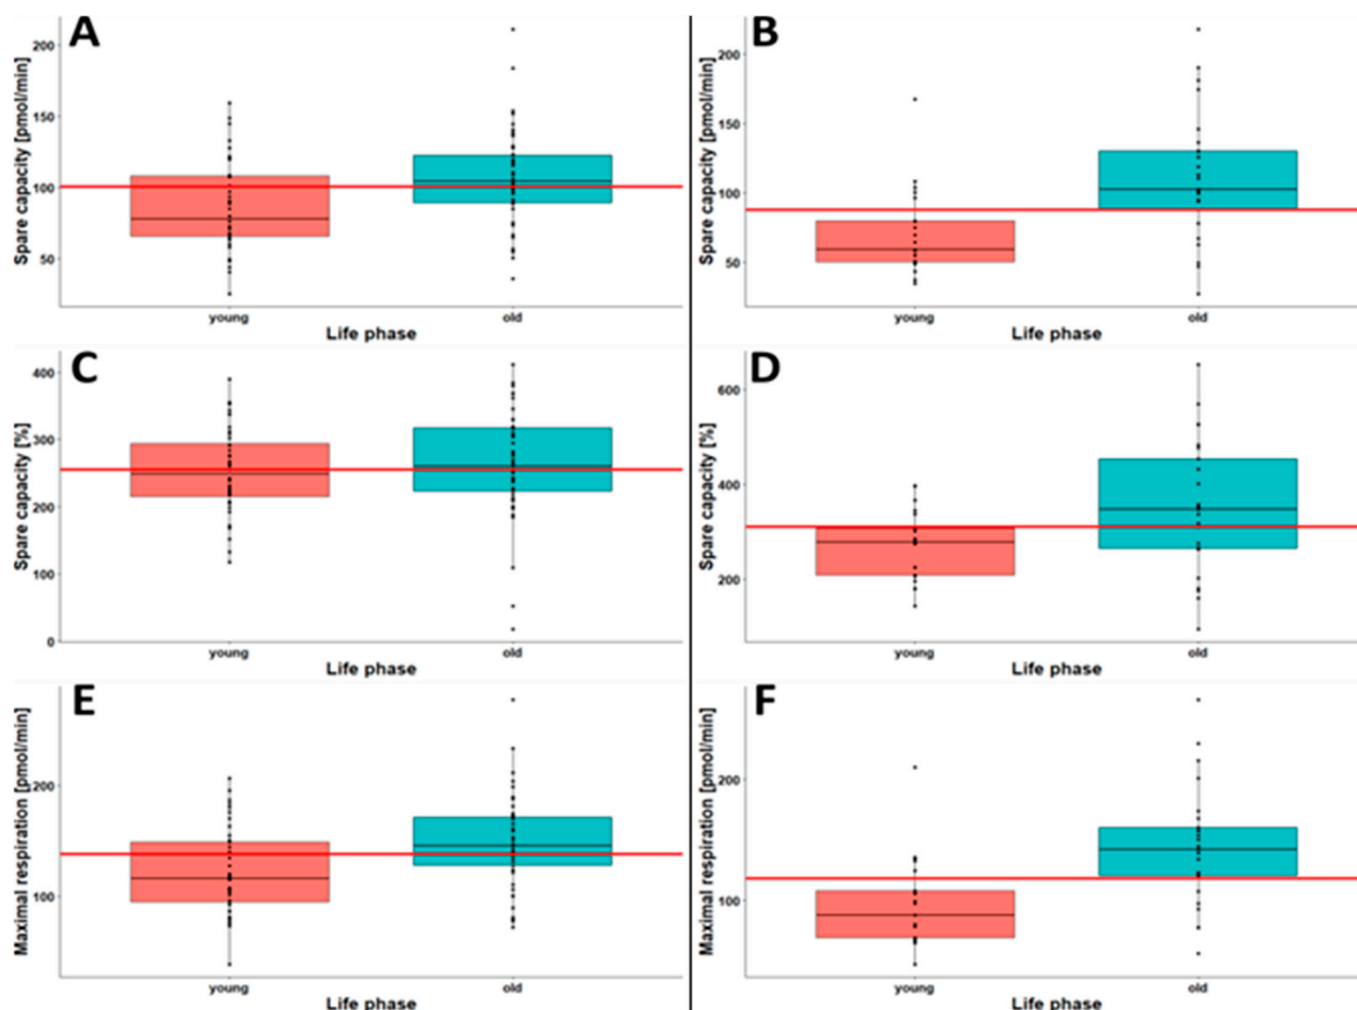 A
Spare capacity [pmol/min]
200
150
100
50
young
old
Life phase
B
Spare capacity [pmol/min]
200
150
100
50
young
old
Life phase
C
Spare capacity [%]
400
300
200
100
0
young
old
Life phase
D
Spare capacity [%]
600
400
200
young
old
Life phase
E
Maximal respiration [pmol/min]
200
100
young
old
Life phase
F
Maximal respiration [pmol/min]
200
100
young
old
Life phase